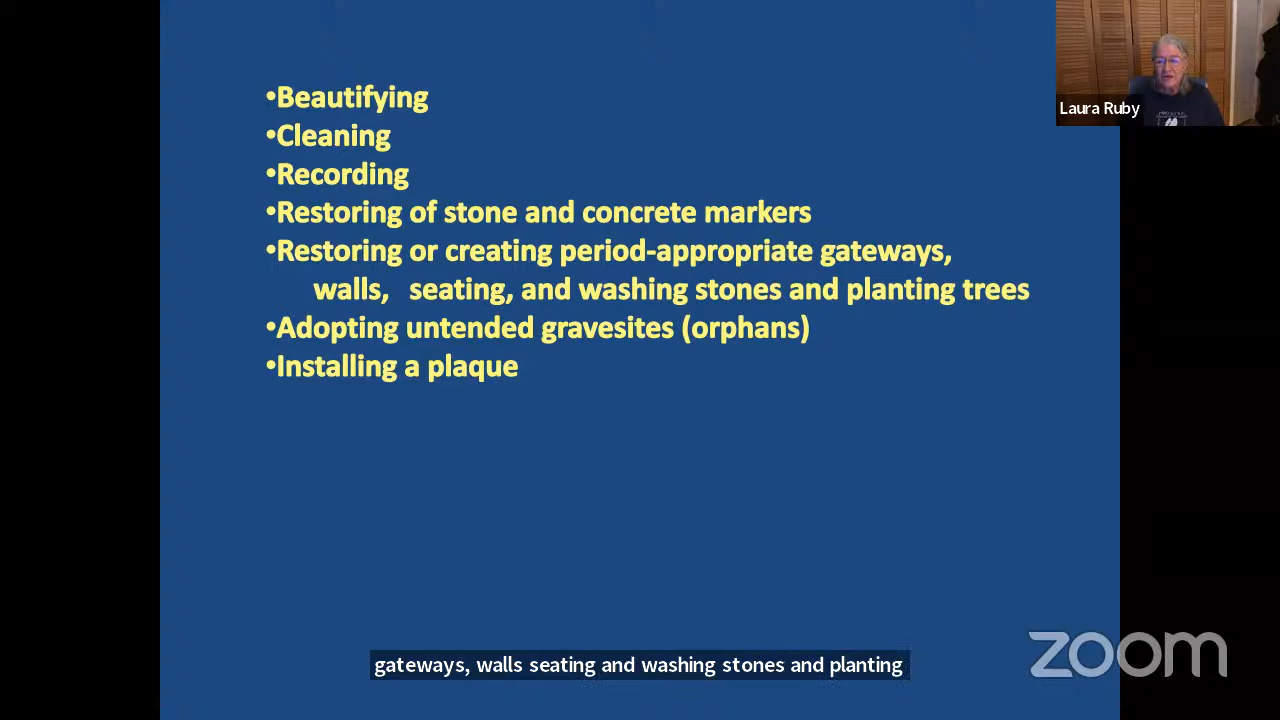 •Beautifying
•Cleaning
•Recording
•Restoring of stone and concrete markers
•Restoring or creating period-appropriate gateways,
walls, seating, and washing stones and planting trees
•Adopting untended gravesites (orphans)
•Installing a plaque
Laura Ruby
gateways, walls seating and washing stones and planting
zoom